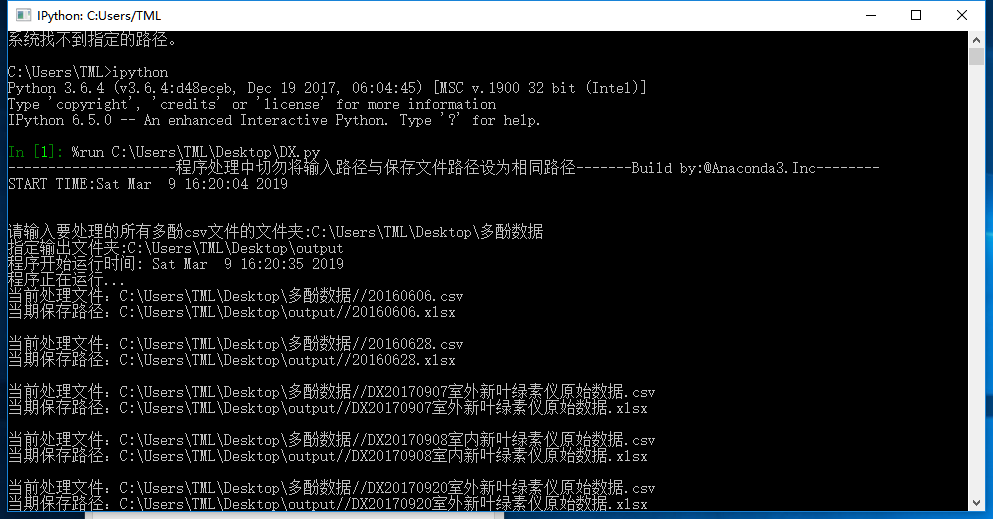 IPython: C:Users/TML
系统找不到指定的路径。
C:\Users\TML>ipython
Python 3.6.4 (v3.6.4:d48eceb, Dec 19 2017, 06:04:45) [MSC v.1900 32 bit (Intel)]
Type 'copyright', 'credits' or 'license' for more information
IPython 6.5.0 -- An enhanced Interactive Python. Type '?' for help.
In [1]: %run C:\Users\TML\Desktop\DX.py
---------------------程序处理中切勿将输入路径与保存文件路径设为相同路径-------Build by:@Anaconda3.Inc--------
START TIME:Sat Mar  9 16:20:04 2019
请输入要处理的所有多酚csv文件的文件夹:C:\Users\TML\Desktop\多酚数据
指定输出文件夹:C:\Users\TML\Desktop\output
程序开始运行时间: Sat Mar  9 16:20:35 2019
程序正在运行...
当前处理文件: C:\Users\TML\Desktop\多酚数据//20160606.csv
当期保存路径: C:\Users\TML\Desktop\output//20160606.xlsx
当前处理文件: C:\Users\TML\Desktop\多酚数据//20160628.csv
当期保存路径: C:\Users\TML\Desktop\output//20160628.xlsx
当前处理文件: C:\Users\TML\Desktop\多酚数据//DX20170907室外新叶绿素仪原始数据.csv
当期保存路径: C:\Users\TML\Desktop\output//DX20170907室外新叶绿素仪原始数据.xlsx
当前处理文件: C:\Users\TML\Desktop\多酚数据//DX20170908室内新叶绿素仪原始数据.csv
当期保存路径: C:\Users\TML\Desktop\output//DX20170908室内新叶绿素仪原始数据.xlsx
当前处理文件: C:\Users\TML\Desktop\多酚数据//DX20170920室外新叶绿素仪原始数据.csv
当期保存路径: C:\Users\TML\Desktop\output//DX20170920室外新叶绿素仪原始数据.xlsx